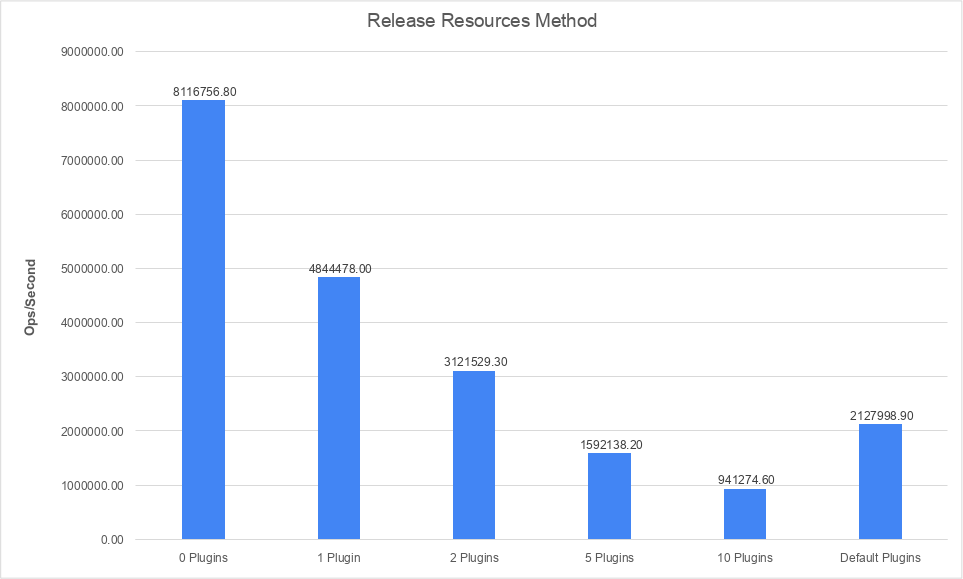 Release Resources Method
Ops/Second
9000000.00
8000000.00
7000000.00
6000000.00
5000000.00
4000000.00
3000000.00
2000000.00
1000000.00
0.00
8116756.80
4844478.00
3121529.30
1592138.20
941274.60
2127998.90
0 Plugins
1 Plugin
2 Plugins
5 Plugins
10 Plugins
Default Plugins